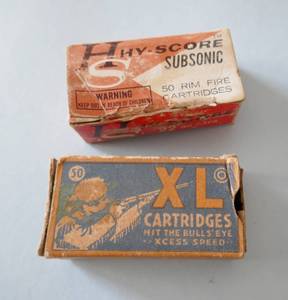 HY-SCORE
SUBSONIC
50 RIM FIRE
CARTRIDGES
WARNING
KEEP OUT OF REACH OF CHILDREN
50
XL
CARTRIDGES
HIT THE BULLS' EYE
XCESS SPEED